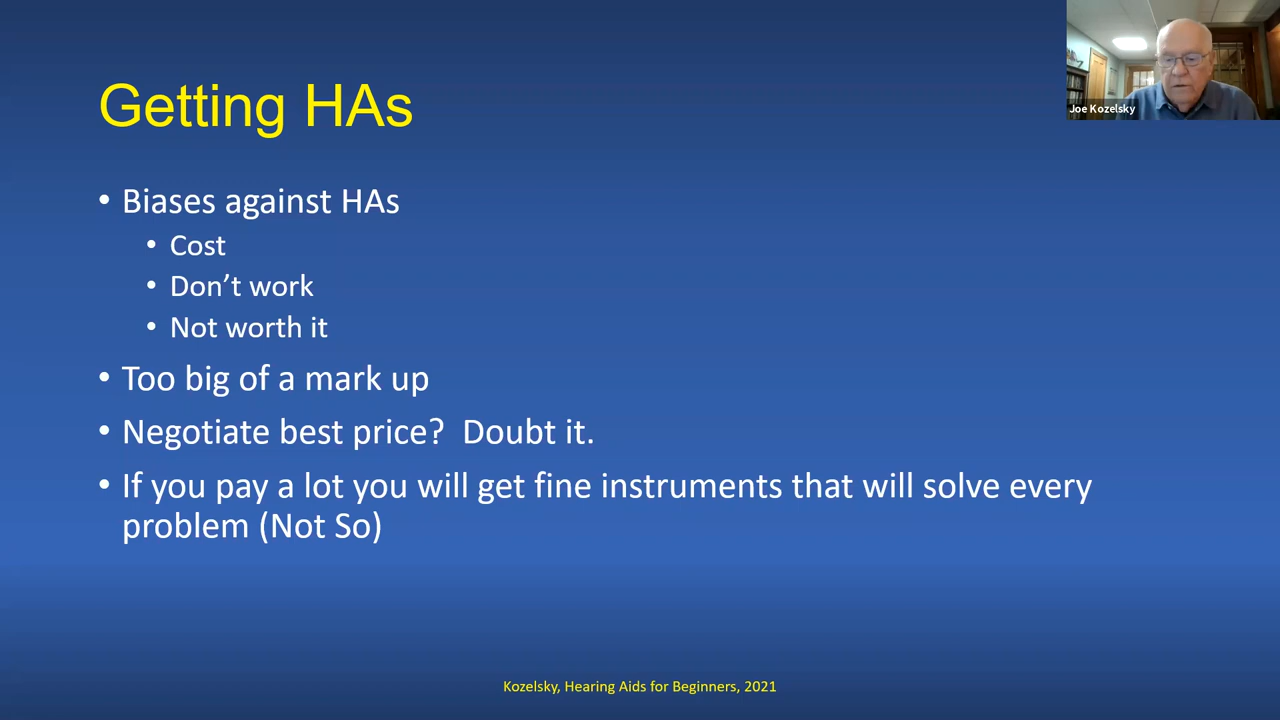 Joe Kozelsky
Getting HAs
• Biases against HAs
• Cost
• Don’t work
• Not worth it
• Too big of a mark up
• Negotiate best price?  Doubt it.
• If you pay a lot you will get fine instruments that will solve every
problem (Not So)
Kozelsky, Hearing Aids for Beginners, 2021